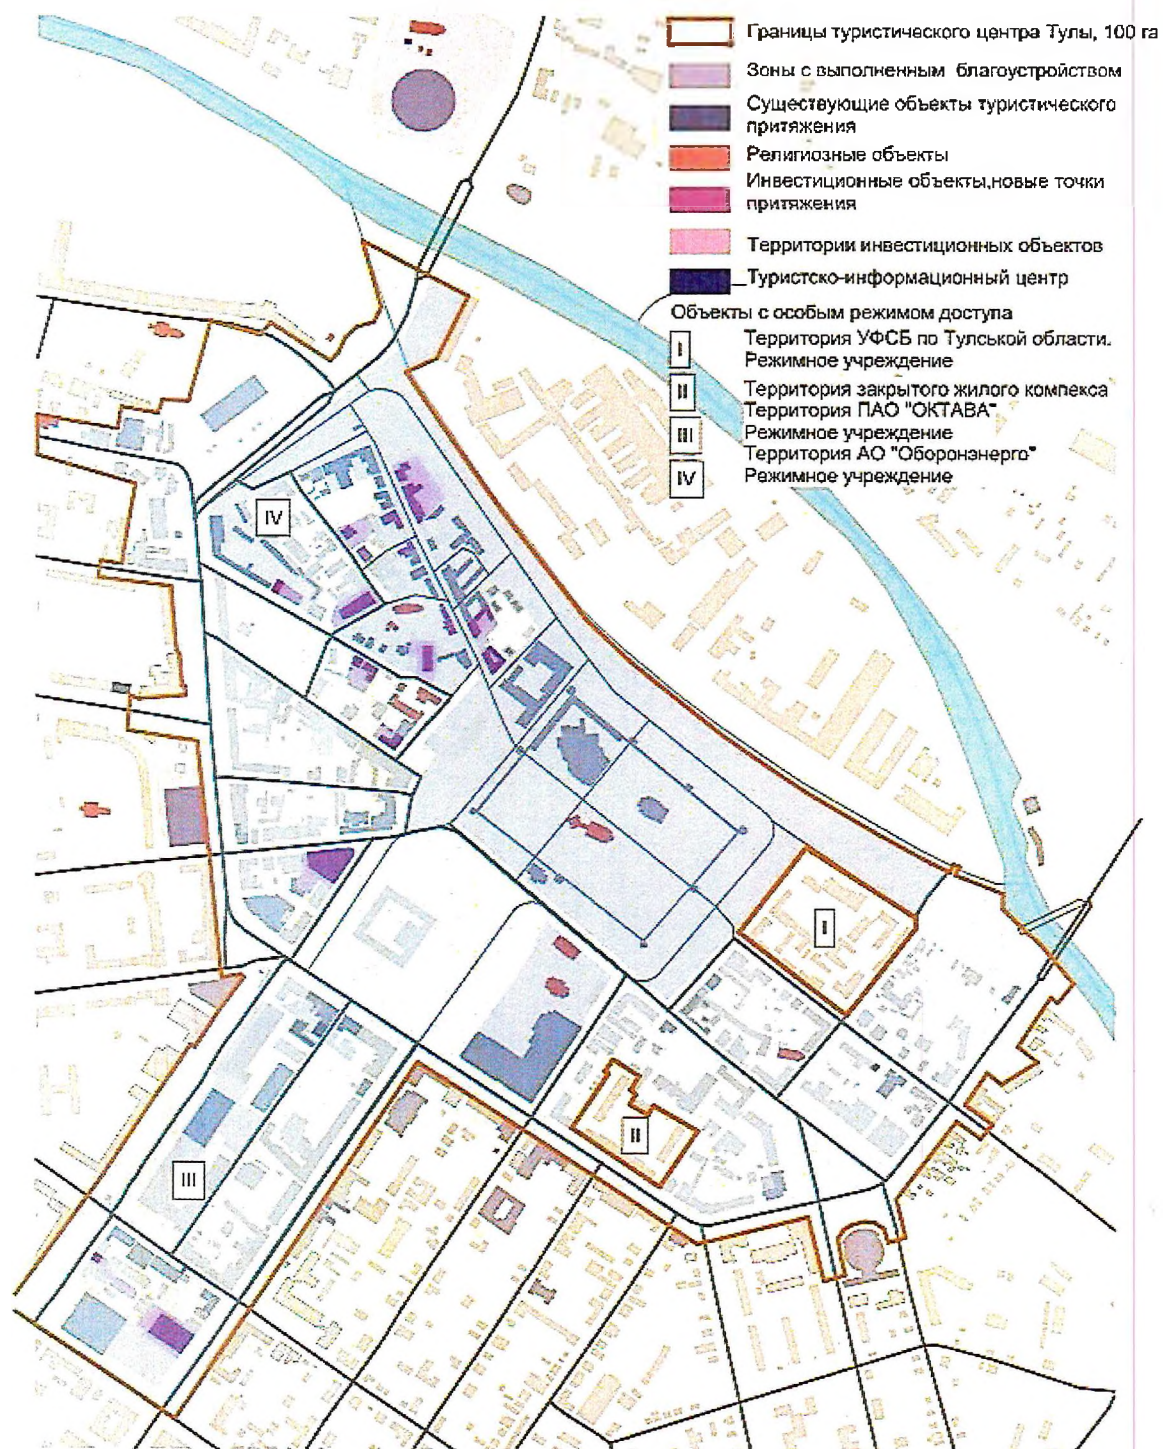 Границы туристического центра Тулы, 100 га
Зоны с выполненным благоустройством
Существующие объекты туристического
притяжения
Религиозные объекты
Инвестиционные объекты,новые точки
притяжения
Территории инвестиционных объектов
Туристско-информационный центр
Объекты с особым режимом доступа
I
Территория УФСБ по Тульськой области.
Режимное учреждение
II
Территория закрытого жилого компекса
Территория ПАО "ОКТАВА"
III
Режимное учреждение
Территория АО "Оборонэнерго"
IV
Режимное учреждение
IV
I
II
III